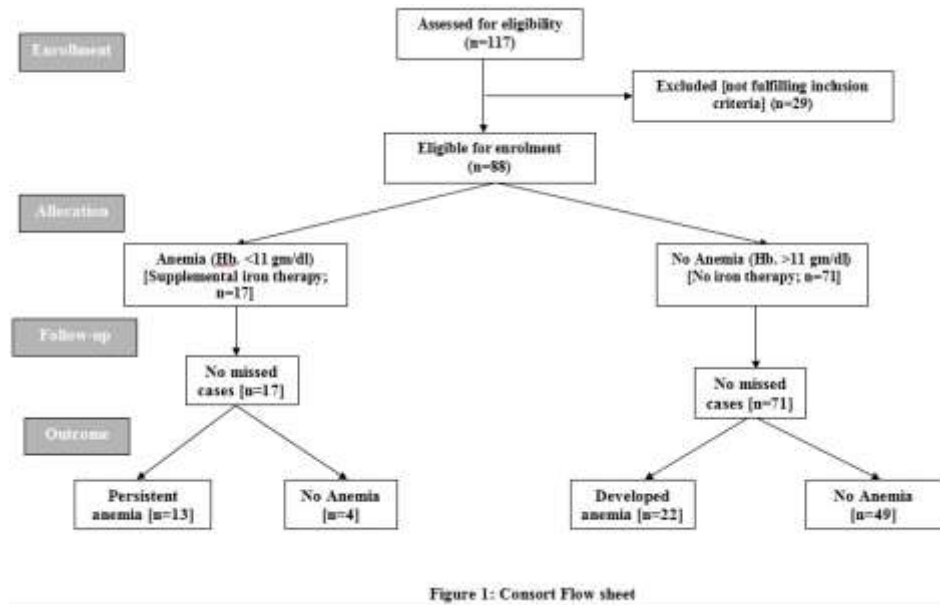 Enrollment
Assessed for eligibility
(n=117)
Excluded [not fulfilling inclusion
criteria] (n=29)
Eligible for enrolment
(n=88)
Allocation
Anemia (Hb. <11 gm/dl)
[Supplemental iron therapy;
n=17]
No Anemia (Hb. >11 gm/dl)
[No iron therapy; n=71]
Follow-up
No missed
cases [n=17]
No missed
cases [n=71]
Outcome
Persistent
anemia [n=13]
No Anemia
[n=4]
Developed
anemia [n=22]
No Anemia
[n=49]
Figure 1: Consort Flow sheet